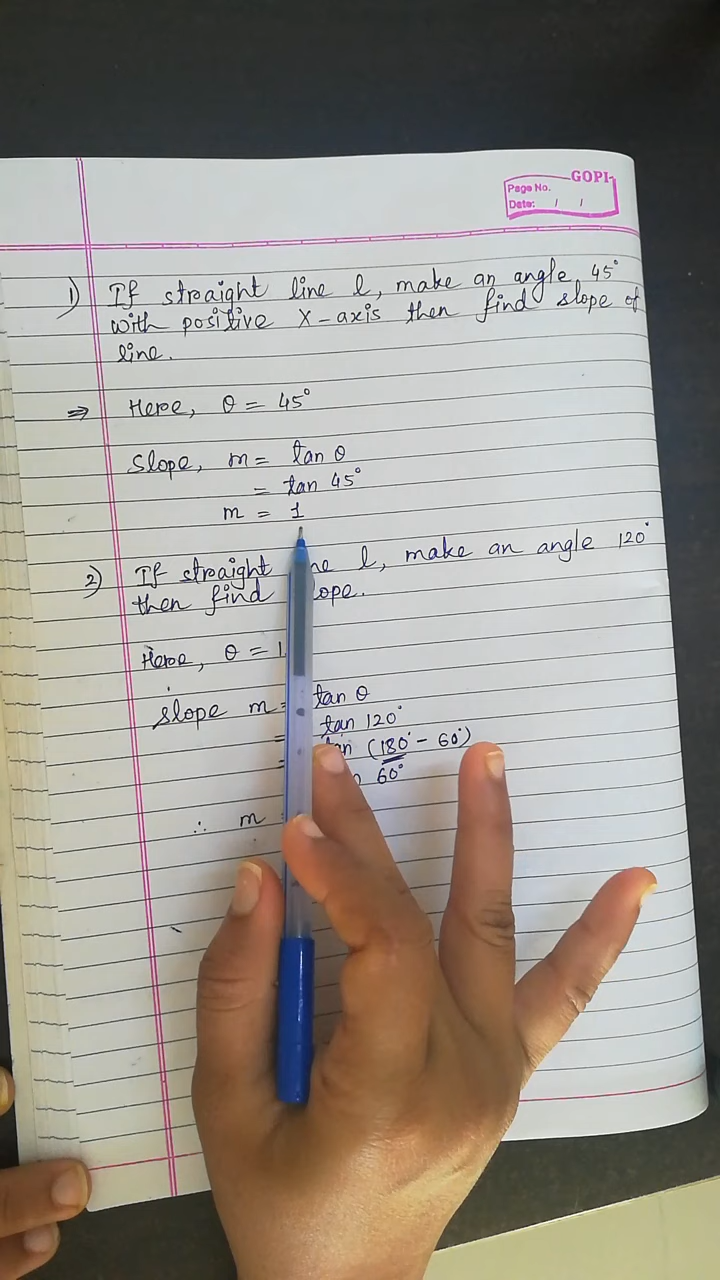 GOPI
Page No.
Date: / /
1) If straight line l, make an angle 45°
with positive X-axis then find slope of
line.
⇒ Here, θ = 45°
Slope, m = tan θ
= tan 45°
m = 1
2) If straight l, make an angle 120°
then find
Here, θ =
slope m = tan θ
= tan 120°
= (180° - 60°)
60°
∴ m